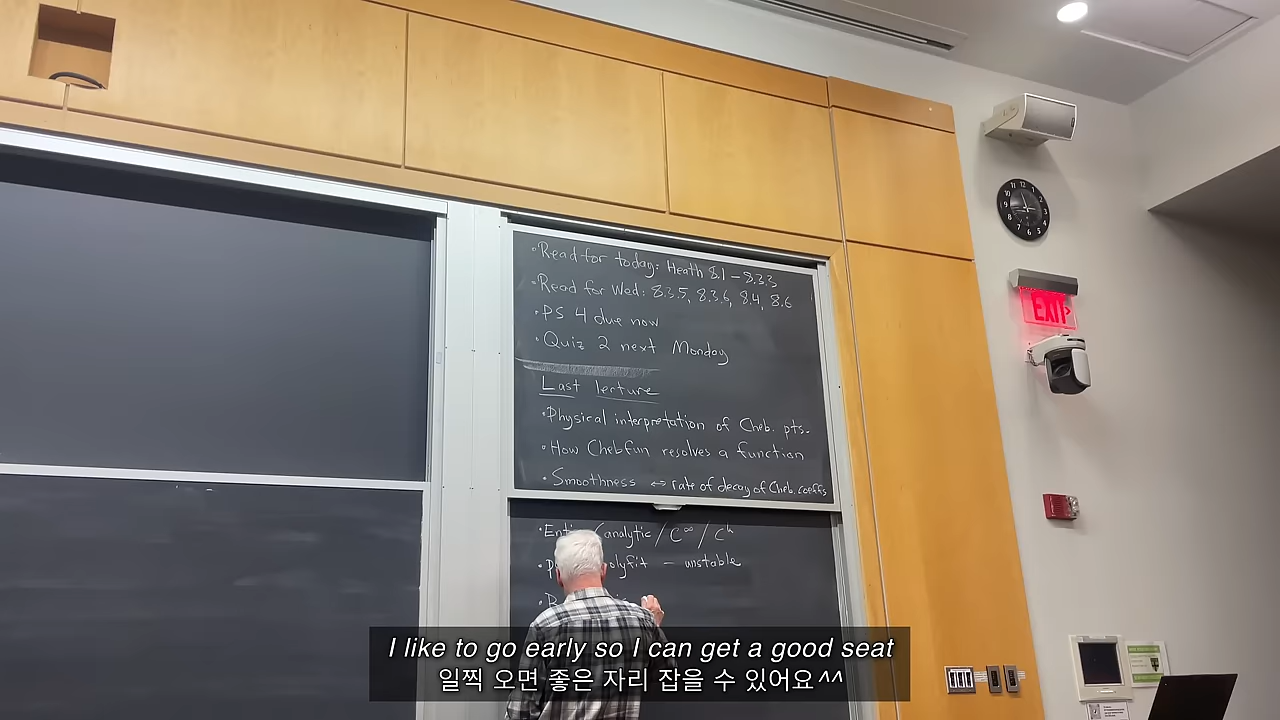 •Read for today: Heath 8.1 – 8.3.3
•Read for Wed: 8.3.5, 8.3.6, 8.4, 8.6
•PS 4 due now
•Quiz 2 next Monday
Last lecture
•Physical interpretation of Cheb. pts.
•How Chebfun resolves a function
•Smoothness ↔ rate of decay of Cheb. coeffs
analytic / C^∞ / C^k
– unstable
EXIT
I like to go early so I can get a good seat
일찍 오면 좋은 자리 잡을 수 있어요^^